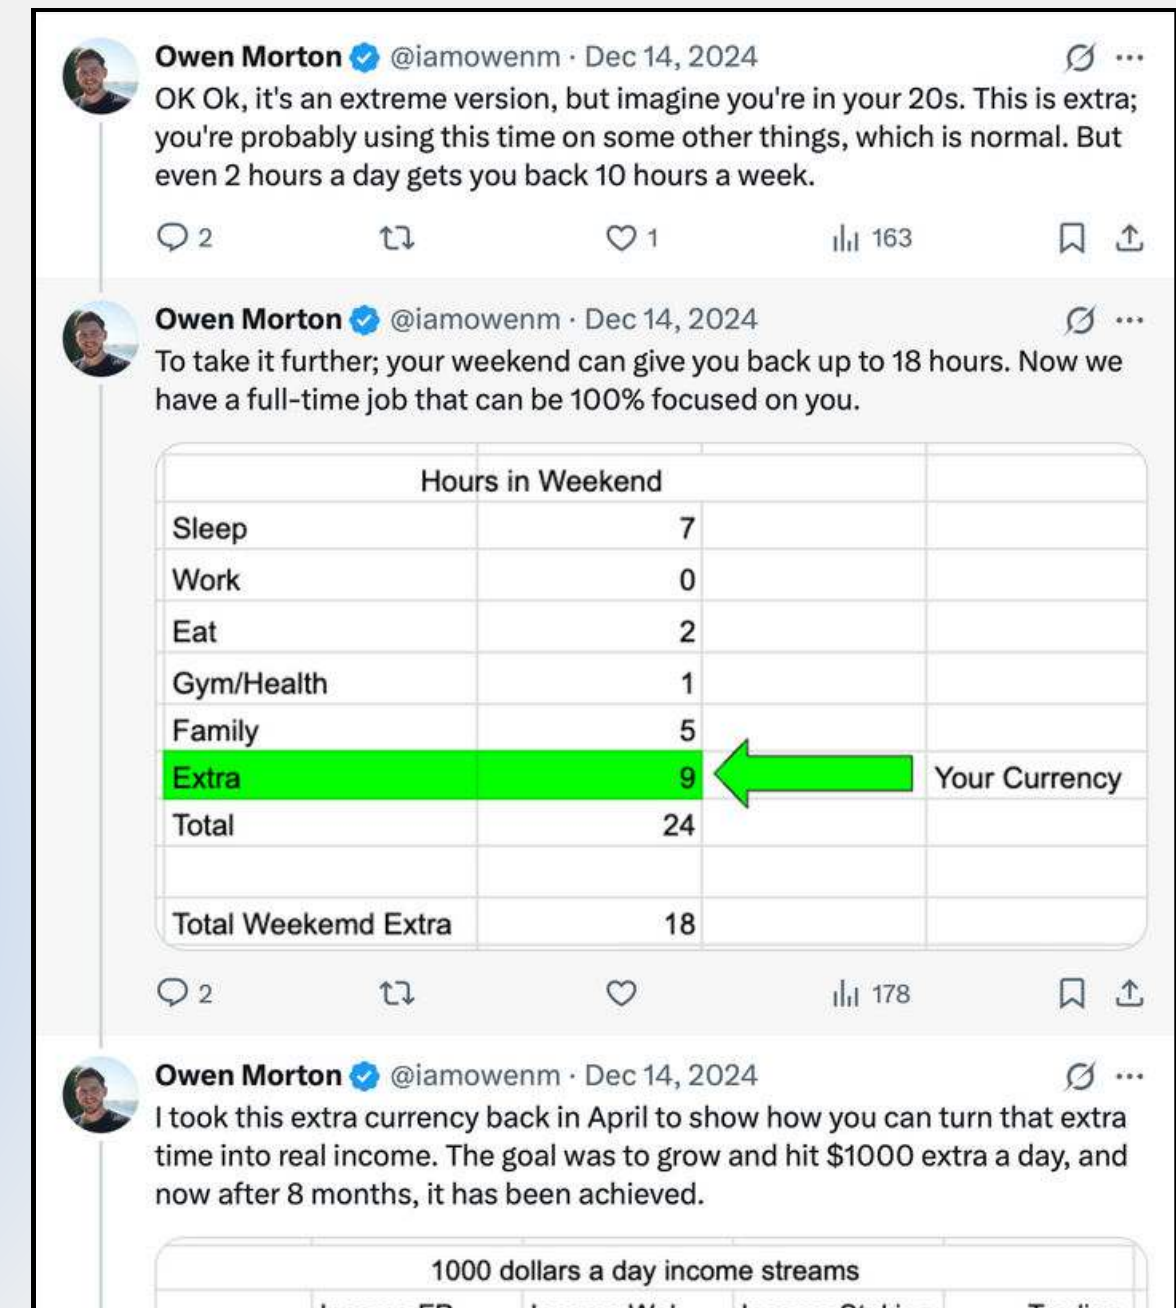 Owen Morton @iamowenm · Dec 14, 2024
OK Ok, it's an extreme version, but imagine you're in your 20s. This is extra;
you're probably using this time on some other things, which is normal. But
even 2 hours a day gets you back 10 hours a week.
2 1 163
Owen Morton @iamowenm · Dec 14, 2024
To take it further; your weekend can give you back up to 18 hours. Now we
have a full-time job that can be 100% focused on you.
Hours in Weekend
Sleep 7
Work 0
Eat 2
Gym/Health 1
Family 5
Extra 9 Your Currency
Total 24
Total Weekemd Extra 18
2 178
Owen Morton @iamowenm · Dec 14, 2024
I took this extra currency back in April to show how you can turn that extra
time into real income. The goal was to grow and hit $1000 extra a day, and
now after 8 months, it has been achieved.
1000 dollars a day income streams